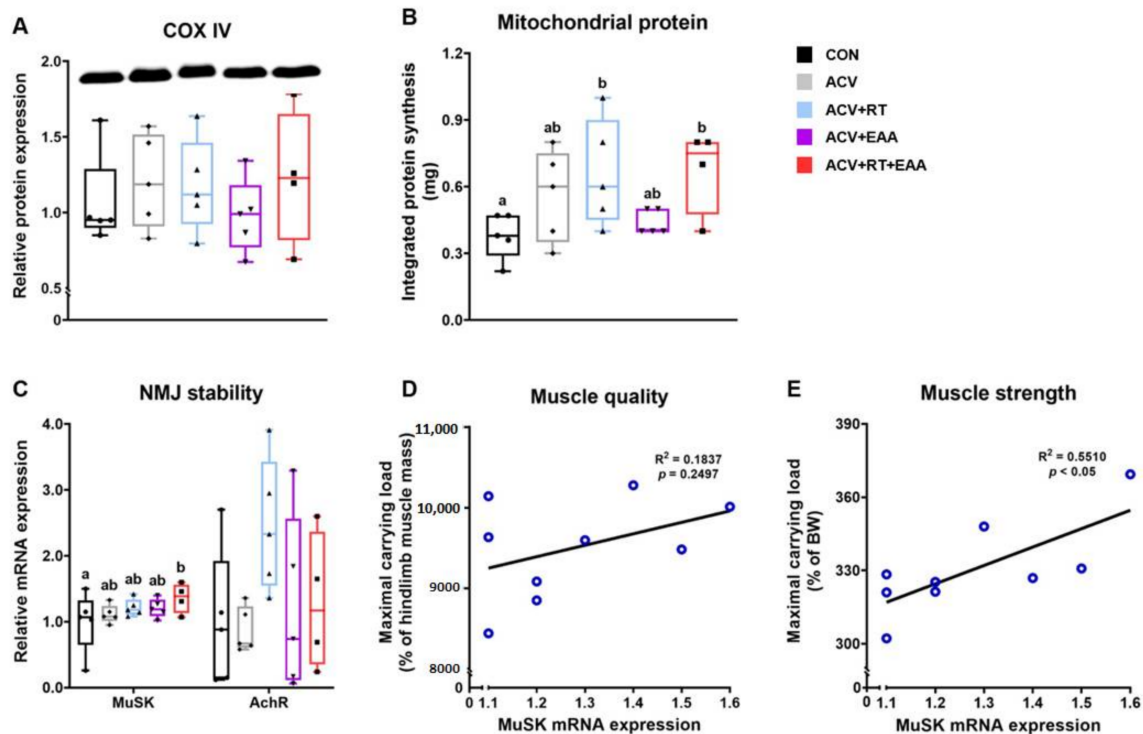 A
COX IV
Relative protein expression
2.0
1.5
1.0
0.5
0
B
Mitochondrial protein
Integrated protein synthesis
(mg)
1.2
0.9
0.6
0.3
0.0
a
ab
b
ab
b
CON
ACV
ACV+RT
ACV+EAA
ACV+RT+EAA
C
NMJ stability
Relative mRNA expression
4.0
3.0
2.0
1.0
0.0
a
ab
ab
ab
b
MuSK
AchR
D
Muscle quality
Maximal carrying load
(% of hindlimb muscle mass)
11,000
10,000
9000
8000
0
R² = 0.1837
p = 0.2497
0 1.1 1.2 1.3 1.4 1.5 1.6
MuSK mRNA expression
E
Muscle strength
Maximal carrying load
(% of BW)
390
360
330
300
0
R² = 0.5510
p < 0.05
0 1.1 1.2 1.3 1.4 1.5 1.6
MuSK mRNA expression